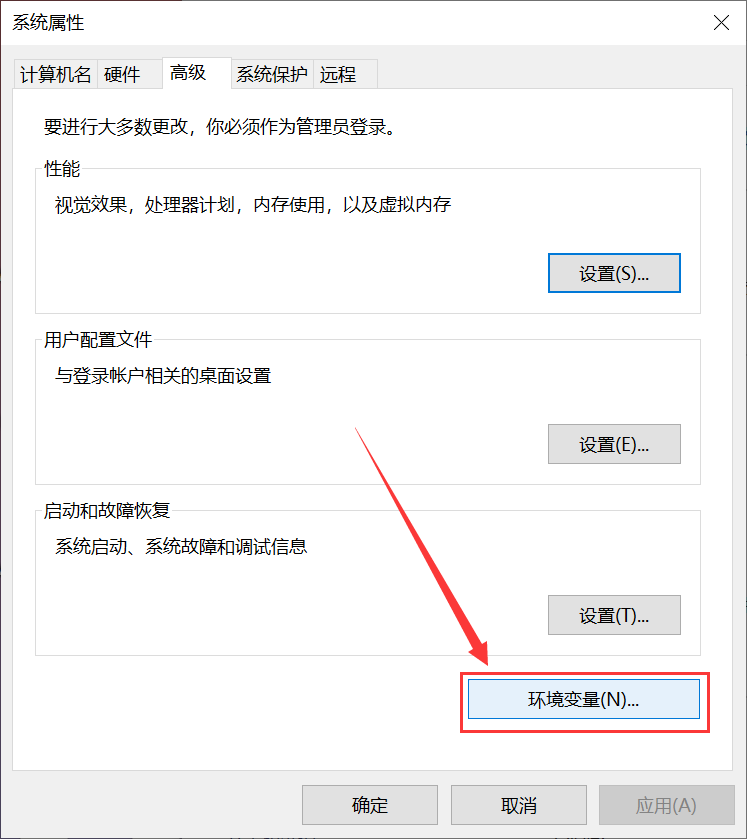 系统属性
计算机名 硬件 高级 系统保护 远程
要进行大多数更改，你必须作为管理员登录。
性能
视觉效果，处理器计划，内存使用，以及虚拟内存
设置(S)...
用户配置文件
与登录帐户相关的桌面设置
设置(E)...
启动和故障恢复
系统启动、系统故障和调试信息
设置(T)...
环境变量(N)...
确定 取消 应用(A)